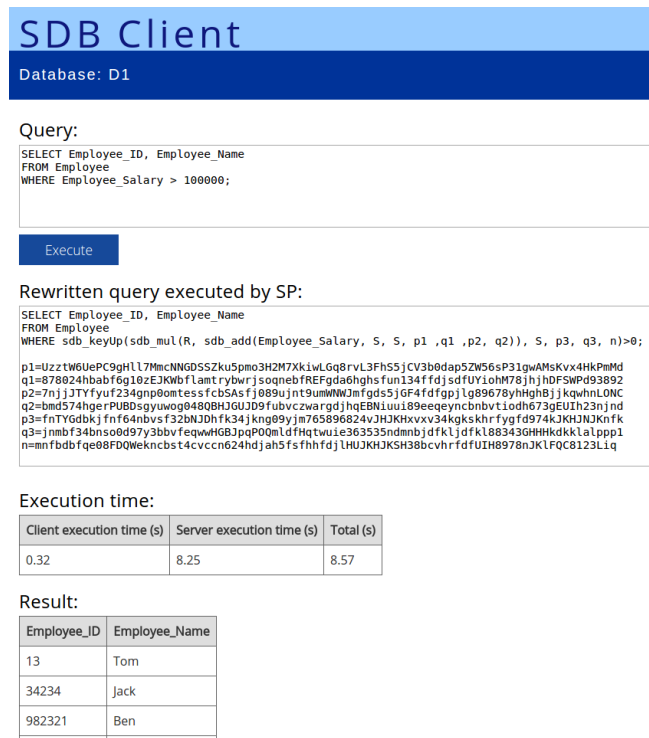 SDB Client
Database: D1
Query:
SELECT Employee_ID, Employee_Name
FROM Employee
WHERE Employee_Salary > 100000;
Execute
Rewritten query executed by SP:
SELECT Employee_ID, Employee_Name
FROM Employee
WHERE sdb_keyUp(sdb_mul(R, sdb_add(Employee_Salary, S, S, p1 ,q1 ,p2, q2)), S, p3, q3, n)>0;
p1=UzztW6UePC9gHll7MmcNNGDSSZku5pmo3H2M7XkiwLGq8rvL3FhS5jCV3b0dap5ZW56sP31gwAMsKvx4HkPmMd
q1=878024hbabf6g10zEJKWbflamtrybwrjsoqnebfREFgda6hghsfun134ffdjsdfUYiohM78jhjhDFSWPd93892
p2=7njjJTYfyuf234gnp0omtessfcbSAsfj089ujnt9umWNWJmfgds5jGF4fdfgpjlg89678yhHghBjjkqwhnLONC
q2=bmd574hgerPUBDsgyuwog048QBHJGUJD9fubvczwargdjhqEBNiuui89eeqeyncbnbvtiodh673gEUIh23njnd
p3=fnTYGdbkjfnf64nbvsf32bNJDhfk34jkng09yjm765896824vJHJKHxvxv34kgkskhrfygfd974kJKHJNJKnfk
q3=jnmbf34bnso0d97y3bbvfeqwwHGBJpqPOQmldfHqtwuie363535ndmnbjdfkljdfkl88343GHHHkdkklalppp1
n=mnfbdbfqe08FDQWekncbst4cvccn624hdjah5fsfhhfdjlHUJKHJKSH38bcvhrfdfUIH8978nJKlFQC8123Liq
Execution time:
Client execution time (s) Server execution time (s) Total (s)
0.32 8.25 8.57
Result:
Employee_ID Employee_Name
13 Tom
34234 Jack
982321 Ben